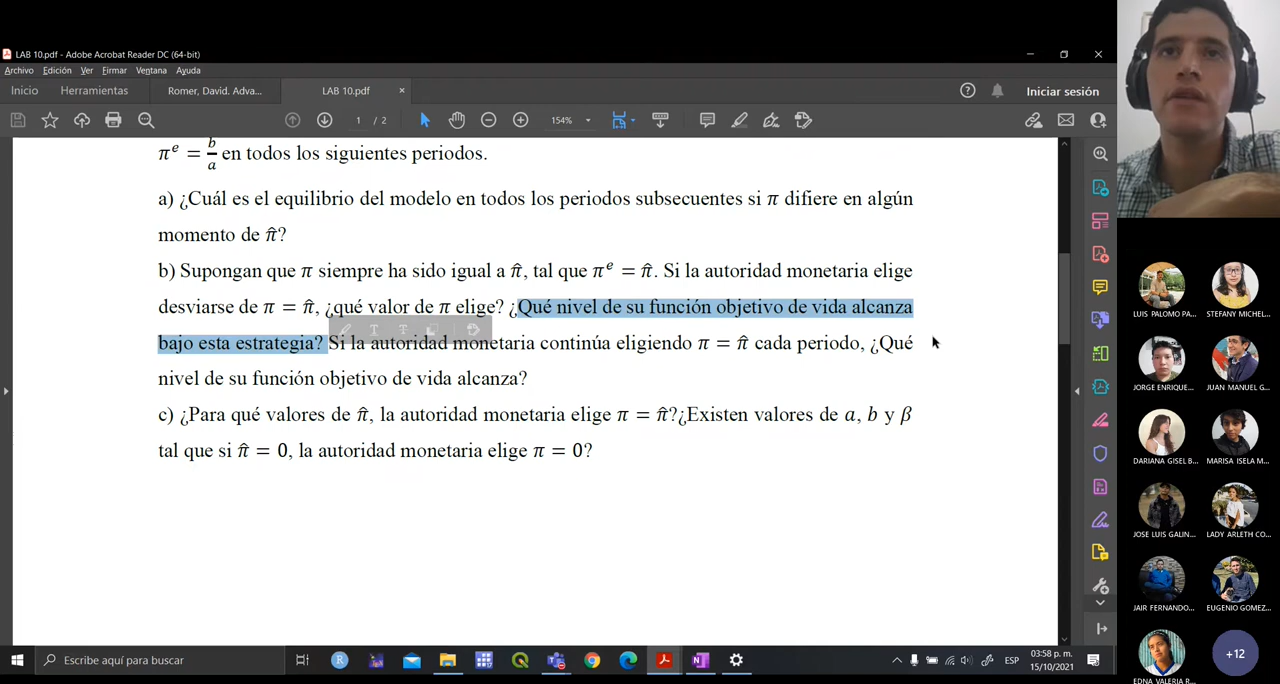 LAB 10.pdf - Adobe Acrobat Reader DC (64-bit)
Archivo Edición Ver Firmar Ventana Ayuda
Inicio Herramientas Romer, David. Adva... LAB 10.pdf × Iniciar sesión
1 / 2 154%
πᵉ = b/a en todos los siguientes periodos.
a) ¿Cuál es el equilibrio del modelo en todos los periodos subsecuentes si π difiere en algún
momento de π̂?
b) Supongan que π siempre ha sido igual a π̂, tal que πᵉ = π̂. Si la autoridad monetaria elige
desviarse de π = π̂, ¿qué valor de π elige? ¿Qué nivel de su función objetivo de vida alcanza
bajo esta estrategia? Si la autoridad monetaria continúa eligiendo π = π̂ cada periodo, ¿Qué
nivel de su función objetivo de vida alcanza?
c) ¿Para qué valores de π̂, la autoridad monetaria elige π = π̂?¿Existen valores de a, b y β
tal que si π̂ = 0, la autoridad monetaria elige π = 0?
LUIS PALOMO PA... STEFANY MICHEL...
JORGE ENRIQUE... JUAN MANUEL G...
DARIANA GISEL B... MARISA ISELA M...
JOSE LUIS GALIN... LADY ARLETH CO...
JAIR FERNANDO... EUGENIO GOMEZ...
EDNA VALERIA R... +12
Escribe aquí para buscar
ESP
03:58 p. m.
15/10/2021